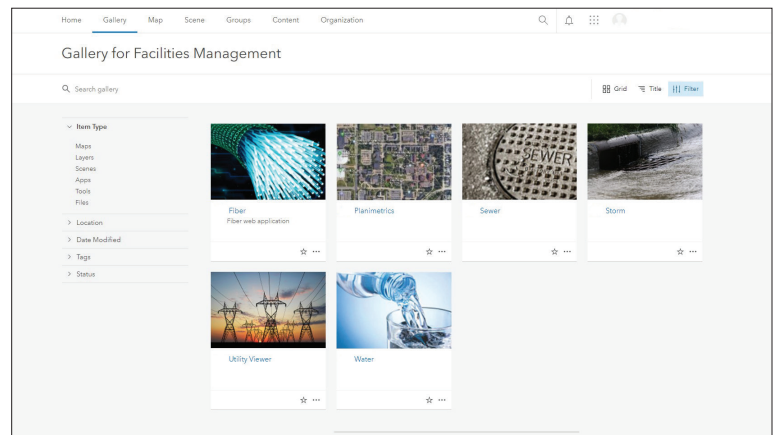 Home Gallery Map Scene Groups Content Organization
Gallery for Facilities Management
Search gallery
Grid Title Filter
Item Type
Maps
Layers
Scenes
Apps
Tools
Files
Location
Date Modified
Tags
Status
SEWER
Fiber
Fiber web application
Planimetrics
Sewer
Storm
Utility Viewer
Water